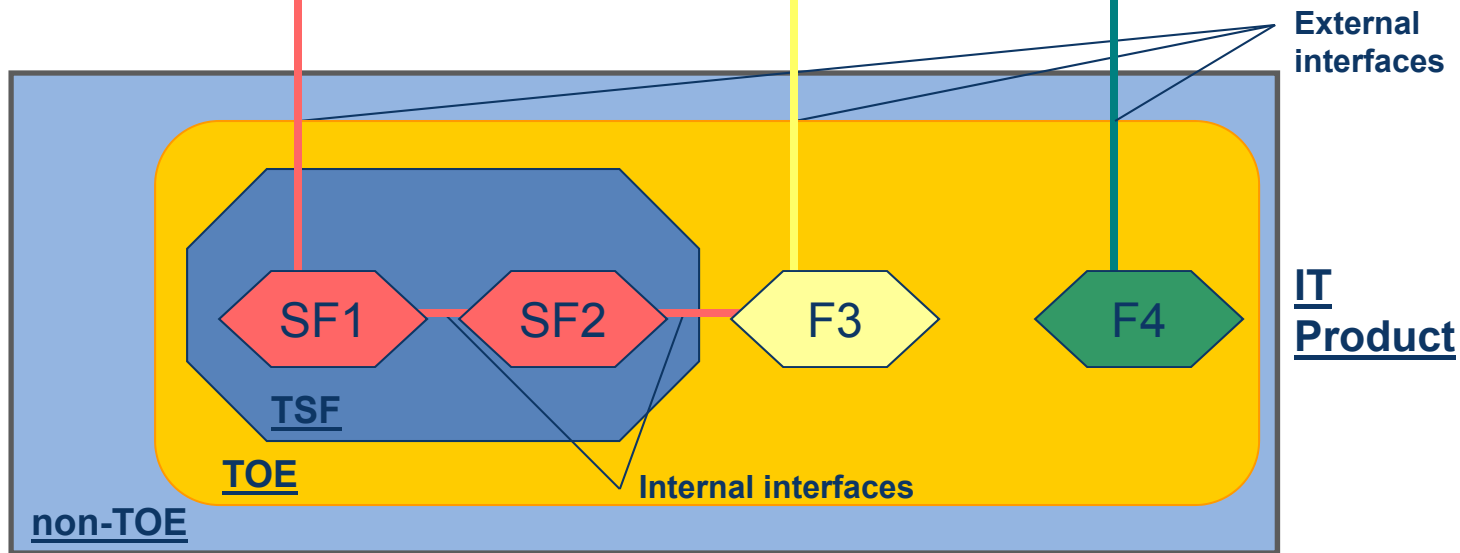 External
interfaces
SF1
SF2
F3
F4
IT
Product
TSF
TOE
Internal interfaces
non-TOE